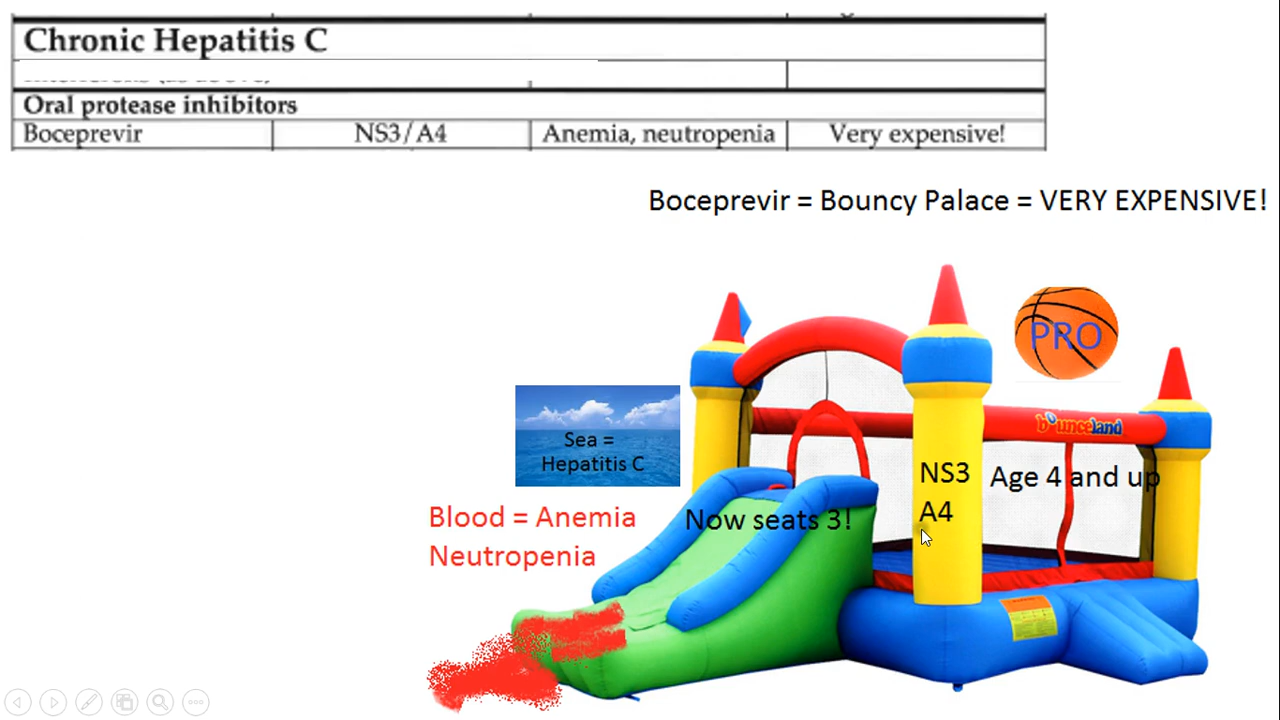 Chronic Hepatitis C
Oral protease inhibitors
Boceprevir NS3/A4 Anemia, neutropenia Very expensive!
Boceprevir = Bouncy Palace = VERY EXPENSIVE!
PRO
bounceland
Sea =
Hepatitis C
NS3
A4
Age 4 and up
Blood = Anemia
Neutropenia
Now seats 3!